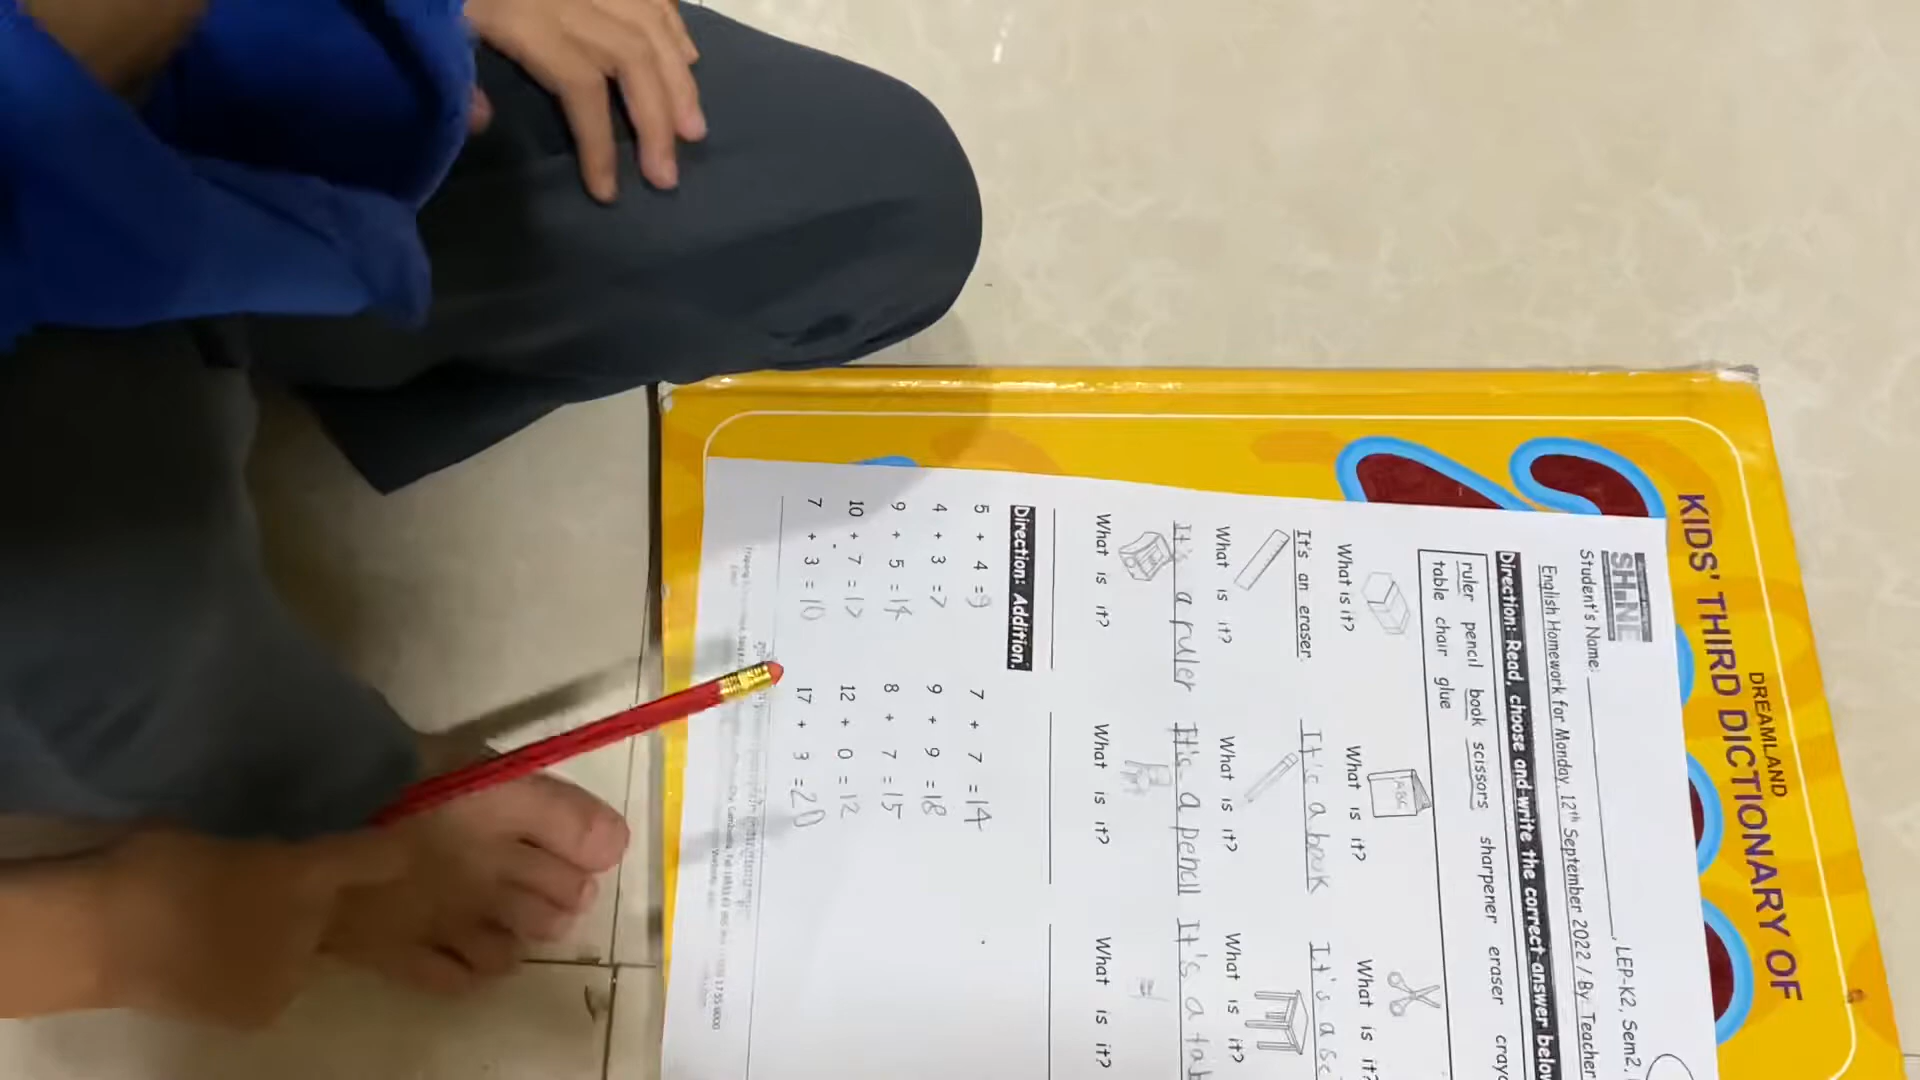 DREAMLAND
KIDS' THIRD DICTIONARY OF
SHINE
Student's Name: , LEP-K2, Sem2,
English Homework for Monday, 12th September 2022 / By Teacher
Direction: Read, choose and write the correct answer below
ruler pencil book scissors sharpener eraser
table chair glue
ABC
What is it? What is it? What is it?
It's an eraser. It's a book It's a sc
What is it? What is it? What is it?
It's a ruler It's a pencil It's a tab
What is it? What is it? What is it?
Direction: Addition.
5 + 4 = 9 7 + 7 = 14
4 + 3 = 7 9 + 9 = 18
9 + 5 = 14 8 + 7 = 15
10 + 7 = 17 12 + 0 = 12
7 + 3 = 10 17 + 3 = 20